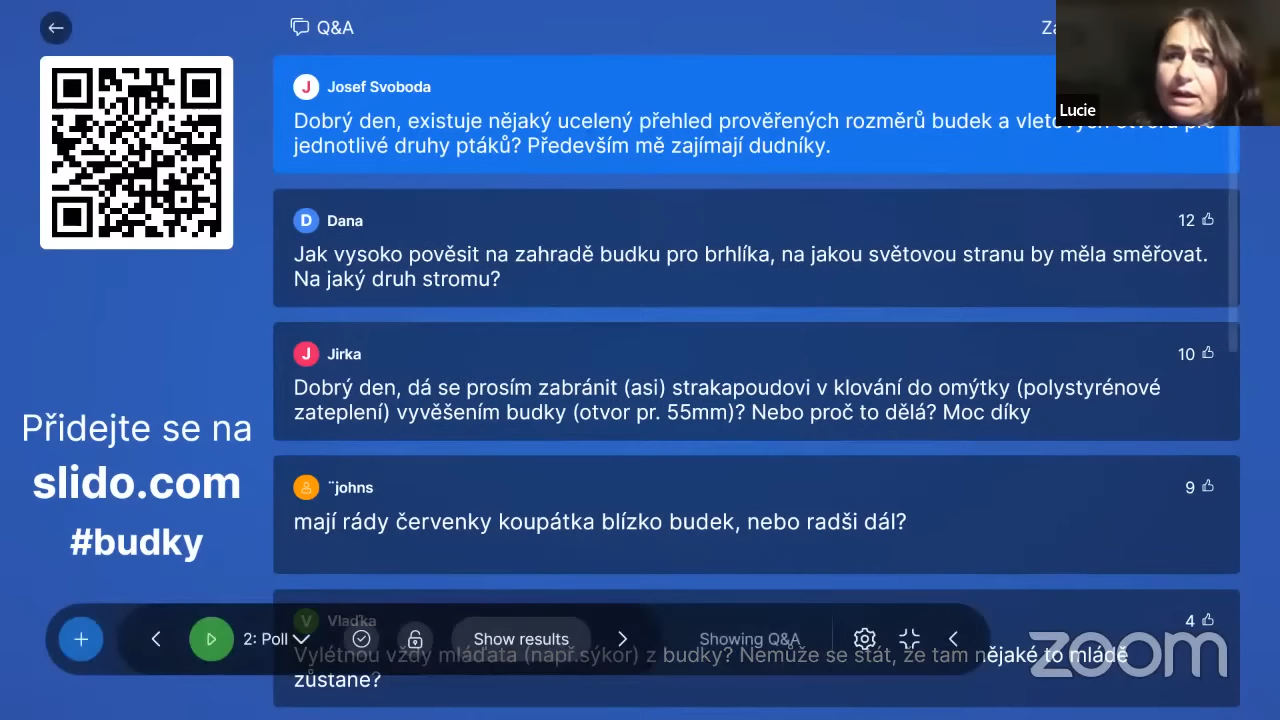 Q&A
Lucie
J Josef Svoboda
Dobrý den, existuje nějaký ucelený přehled prověřených rozměrů budek a
jednotlivé druhy ptáků? Především mě zajímají dudníky.
D Dana 12
Jak vysoko pověsit na zahradě budku pro brhlíka, na jakou světovou stranu by měla směřovat.
Na jaký druh stromu?
J Jirka 10
Dobrý den, dá se prosím zabránit (asi) strakapoudovi v klování do omýtky (polystyrénové
zateplení) vyvěšením budky (otvor pr. 55mm)? Nebo proč to dělá? Moc díky
¨johns 9
mají rády červenky koupátka blízko budek, nebo radši dál?
V Vlaďka 4
Vylétnou vždy mláďata (např.sýkor) z budky? Nemůže se stát, že tam nějaké to mládě
zůstane?
Přidejte se na
slido.com
#budky
2: Poll
Show results
Showing Q&A
zoom